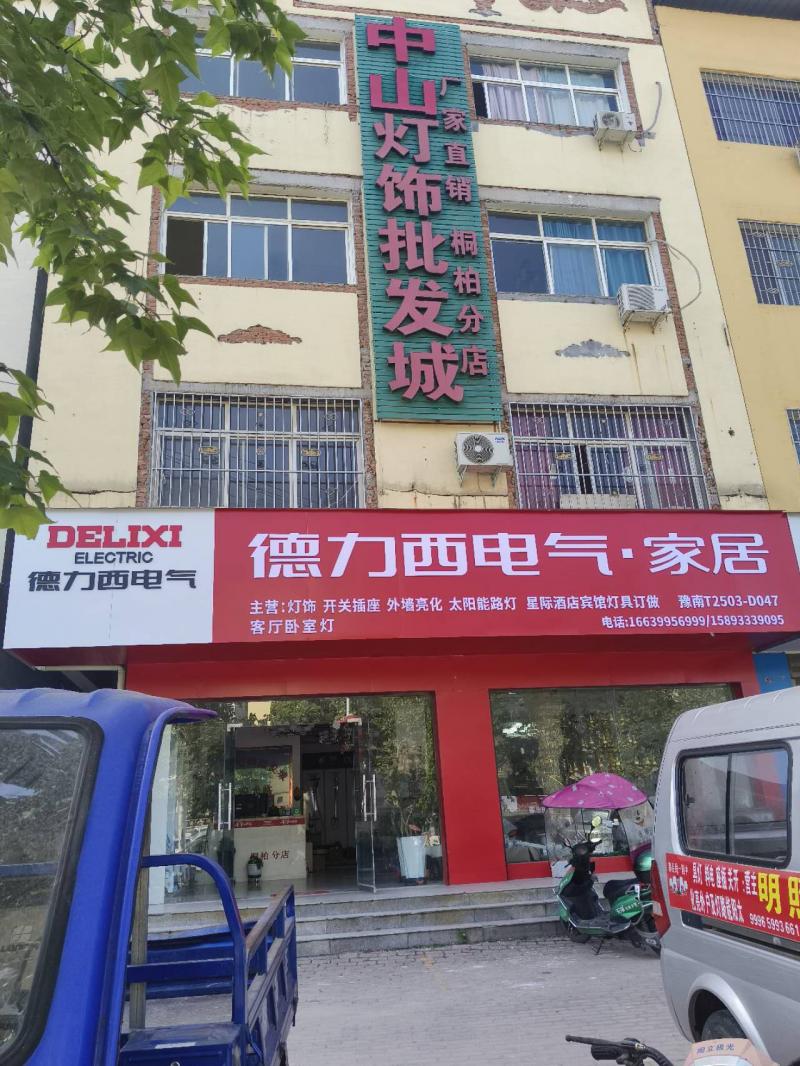 中山灯饰批发城
厂家直销 桐柏分店
DELIXI
ELECTRIC
德力西电气
德力西电气·家居
主营:灯饰 开关插座 外墙亮化 太阳能路灯 星际酒店宾馆灯具订做 豫南T2503-D047
客厅卧室灯
电话:16639956999/15893339095
桐柏分店
明照